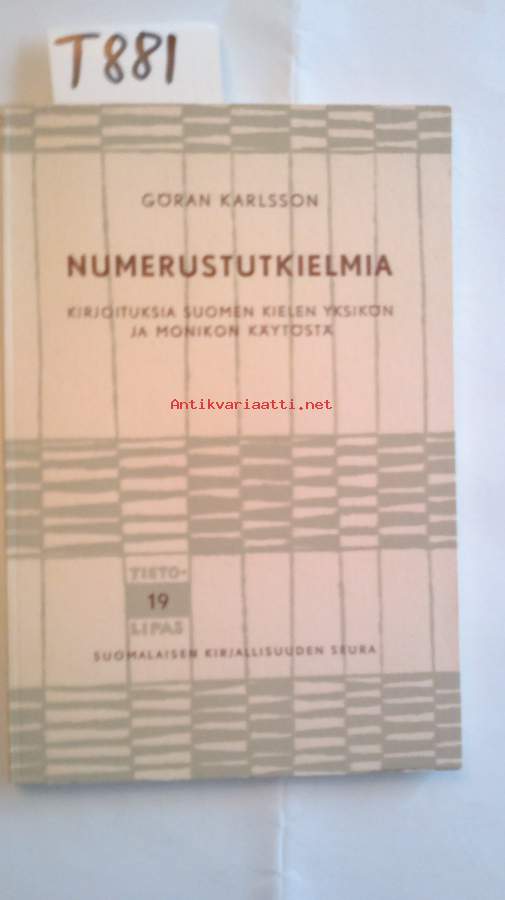 T881
GÖRAN KARLSSON
NUMERUSTUTKIELMIA
KIRJOITUKSIA SUOMEN KIELEN YKSIKÖN
JA MONIKON KÄYTÖSTÄ
Antikvariaatti.net
TIETO-
19
LIPAS
SUOMALAISEN KIRJALLISUUDEN SEURA